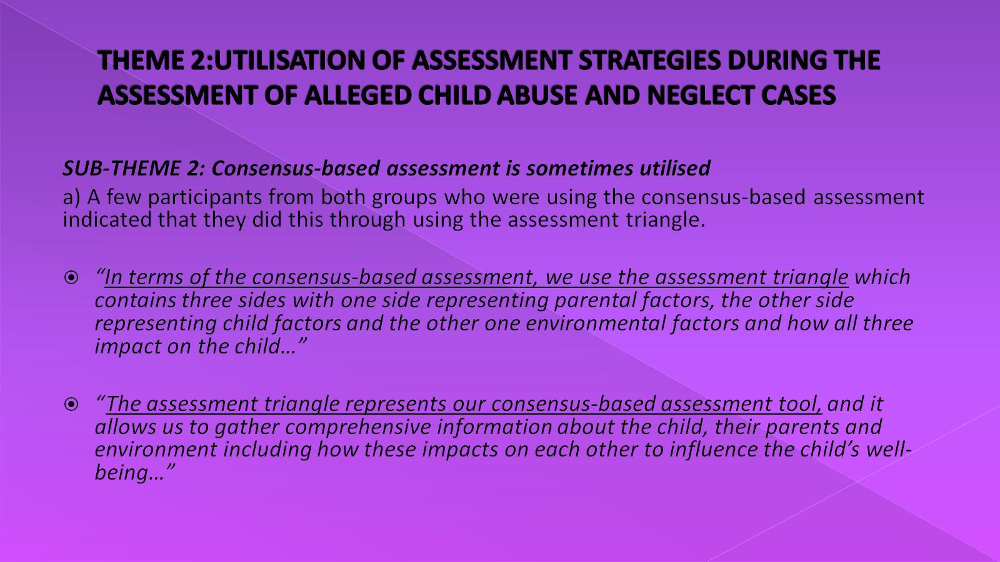 THEME 2:UTILISATION OF ASSESSMENT STRATEGIES DURING THE
ASSESSMENT OF ALLEGED CHILD ABUSE AND NEGLECT CASES
SUB-THEME 2: Consensus-based assessment is sometimes utilised
a) A few participants from both groups who were using the consensus-based assessment
indicated that they did this through using the assessment triangle.
“In terms of the consensus-based assessment, we use the assessment triangle which
contains three sides with one side representing parental factors, the other side
representing child factors and the other one environmental factors and how all three
impact on the child…”
“The assessment triangle represents our consensus-based assessment tool, and it
allows us to gather comprehensive information about the child, their parents and
environment including how these impacts on each other to influence the child’s well-
being…”